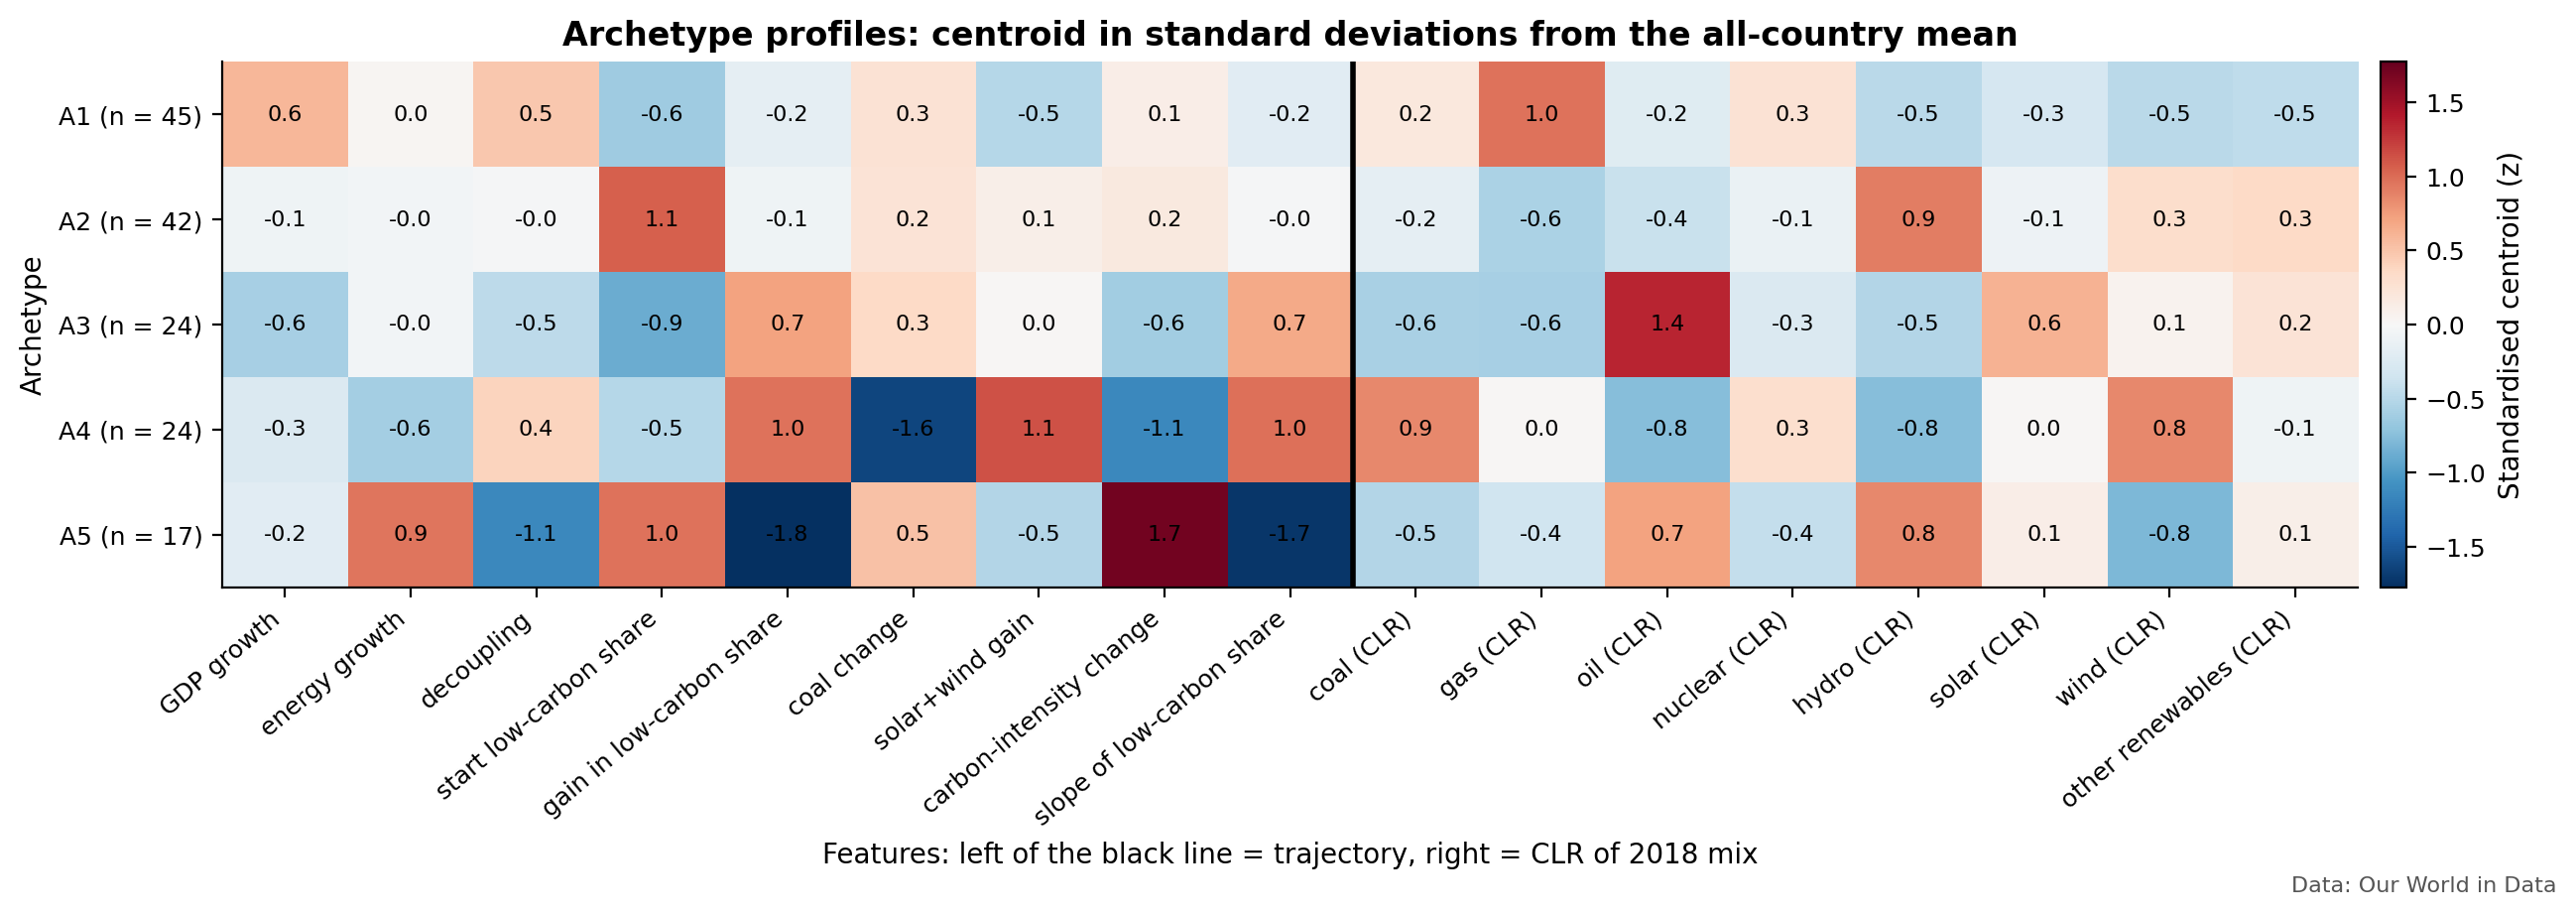 Archetype profiles: centroid in standard deviations from the all-country mean
Archetype
A1 (n = 45) 0.6 0.0 0.5 -0.6 -0.2 0.3 -0.5 0.1 -0.2 0.2 1.0 -0.2 0.3 -0.5 -0.3 -0.5 -0.5
A2 (n = 42) -0.1 -0.0 -0.0 1.1 -0.1 0.2 0.1 0.2 -0.0 -0.2 -0.6 -0.4 -0.1 0.9 -0.1 0.3 0.3
A3 (n = 24) -0.6 -0.0 -0.5 -0.9 0.7 0.3 0.0 -0.6 0.7 -0.6 -0.6 1.4 -0.3 -0.5 0.6 0.1 0.2
A4 (n = 24) -0.3 -0.6 0.4 -0.5 1.0 -1.6 1.1 -1.1 1.0 0.9 0.0 -0.8 0.3 -0.8 0.0 0.8 -0.1
A5 (n = 17) -0.2 0.9 -1.1 1.0 -1.8 0.5 -0.5 1.7 -1.7 -0.5 -0.4 0.7 -0.4 0.8 0.1 -0.8 0.1
GDP growth
energy growth
decoupling
start low-carbon share
gain in low-carbon share
coal change
solar+wind gain
carbon-intensity change
slope of low-carbon share
coal (CLR)
gas (CLR)
oil (CLR)
nuclear (CLR)
hydro (CLR)
solar (CLR)
wind (CLR)
other renewables (CLR)
Features: left of the black line = trajectory, right = CLR of 2018 mix
1.5
1.0
0.5
0.0
−0.5
−1.0
−1.5
Standardised centroid (z)
Data: Our World in Data